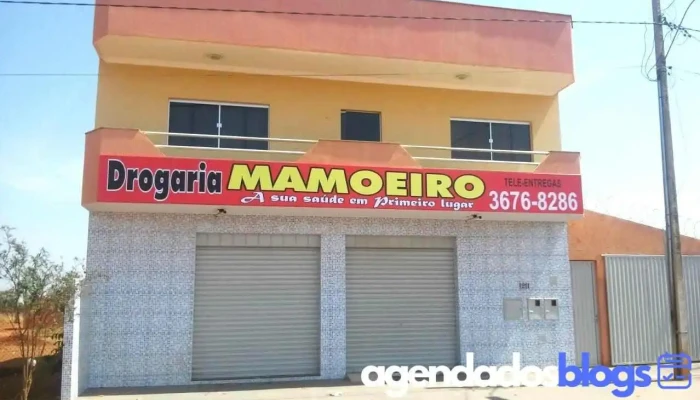 Drogaria MAMOEIRO
A sua saúde em Primeiro lugar
TELE-ENTREGAS
3676-8286
agendadosblogs